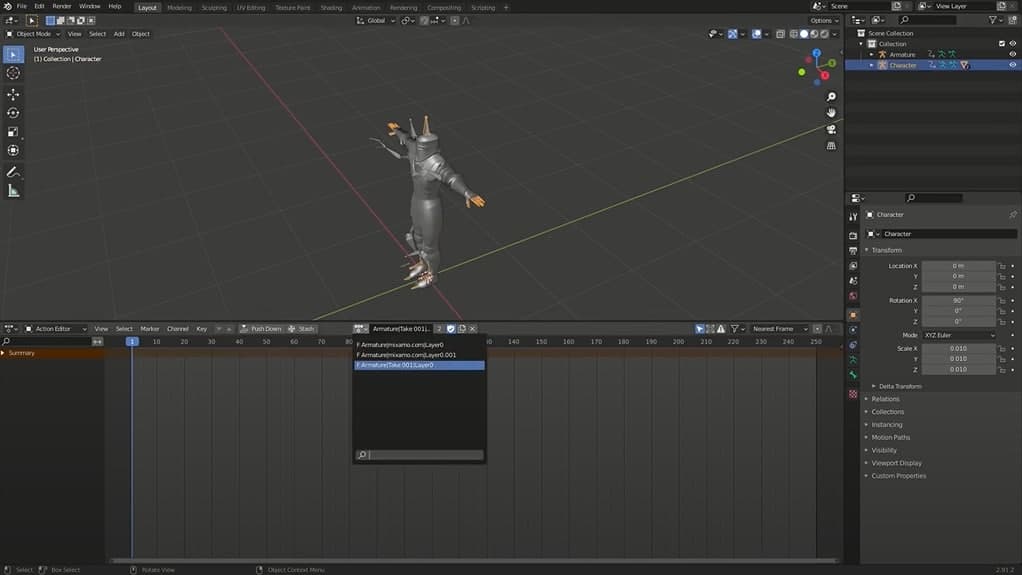 File Edit Render Window Help Layout Modeling Sculpting UV Editing Texture Paint Shading Animation Rendering Compositing Scripting + Scene View Layer
Global Options
Object Mode View Select Add Object
User Perspective
(1) Collection | Character
Z
Y
X
Scene Collection
Collection
Armature
Character
Character
Character
Transform
Location X 0 m
Y 0 m
Z 0 m
Rotation X 90°
Y 0°
Z 0°
Mode XYZ Euler
Scale X 0.010
Y 0.010
Z 0.010
Delta Transform
Relations
Collections
Instancing
Motion Paths
Visibility
Viewport Display
Custom Properties
Action Editor View Select Marker Channel Key Push Down Stash Armature|Take 001|... 2 Nearest Frame
1 10 20 30 40 50 60 70 80 130 140 150 160 170 180 190 200 210 220 230 240 250
Summary
F Armature|mixamo.com|Layer0
F Armature|mixamo.com|Layer0.001
F Armature|Take 001|Layer0
Select Box Select Rotate View Object Context Menu 2.91.2